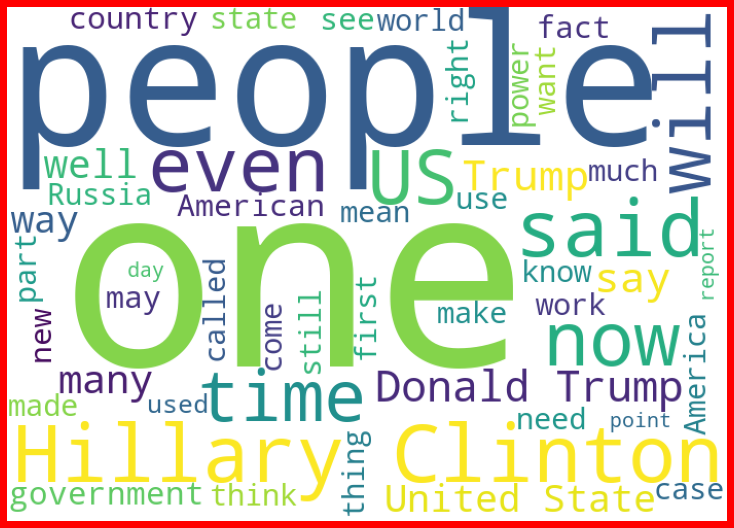 country state see world fact
people will
right power want
well even US Trump much
Russia American mean use
way one said
part day know say report
new may called come still first make work now America
many time Donald Trump
made used need point
Hillary Clinton
thing
government think United State case